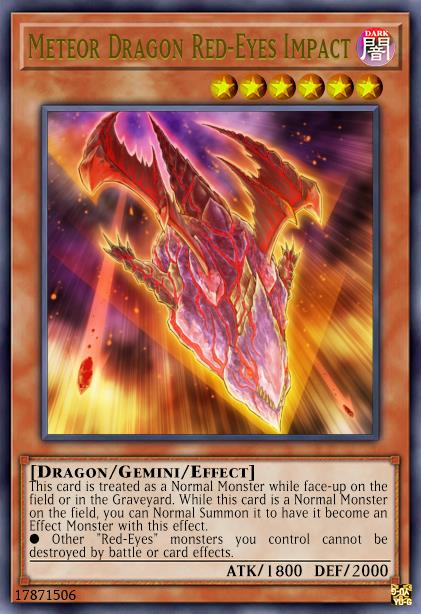 Meteor Dragon Red-Eyes Impact
DARK
闇
[Dragon/Gemini/Effect]
This card is treated as a Normal Monster while face-up on the
field or in the Graveyard. While this card is a Normal Monster
on the field, you can Normal Summon it to have it become an
Effect Monster with this effect.
● Other "Red-Eyes" monsters you control cannot be
destroyed by battle or card effects.
ATK/1800 DEF/2000
17871506